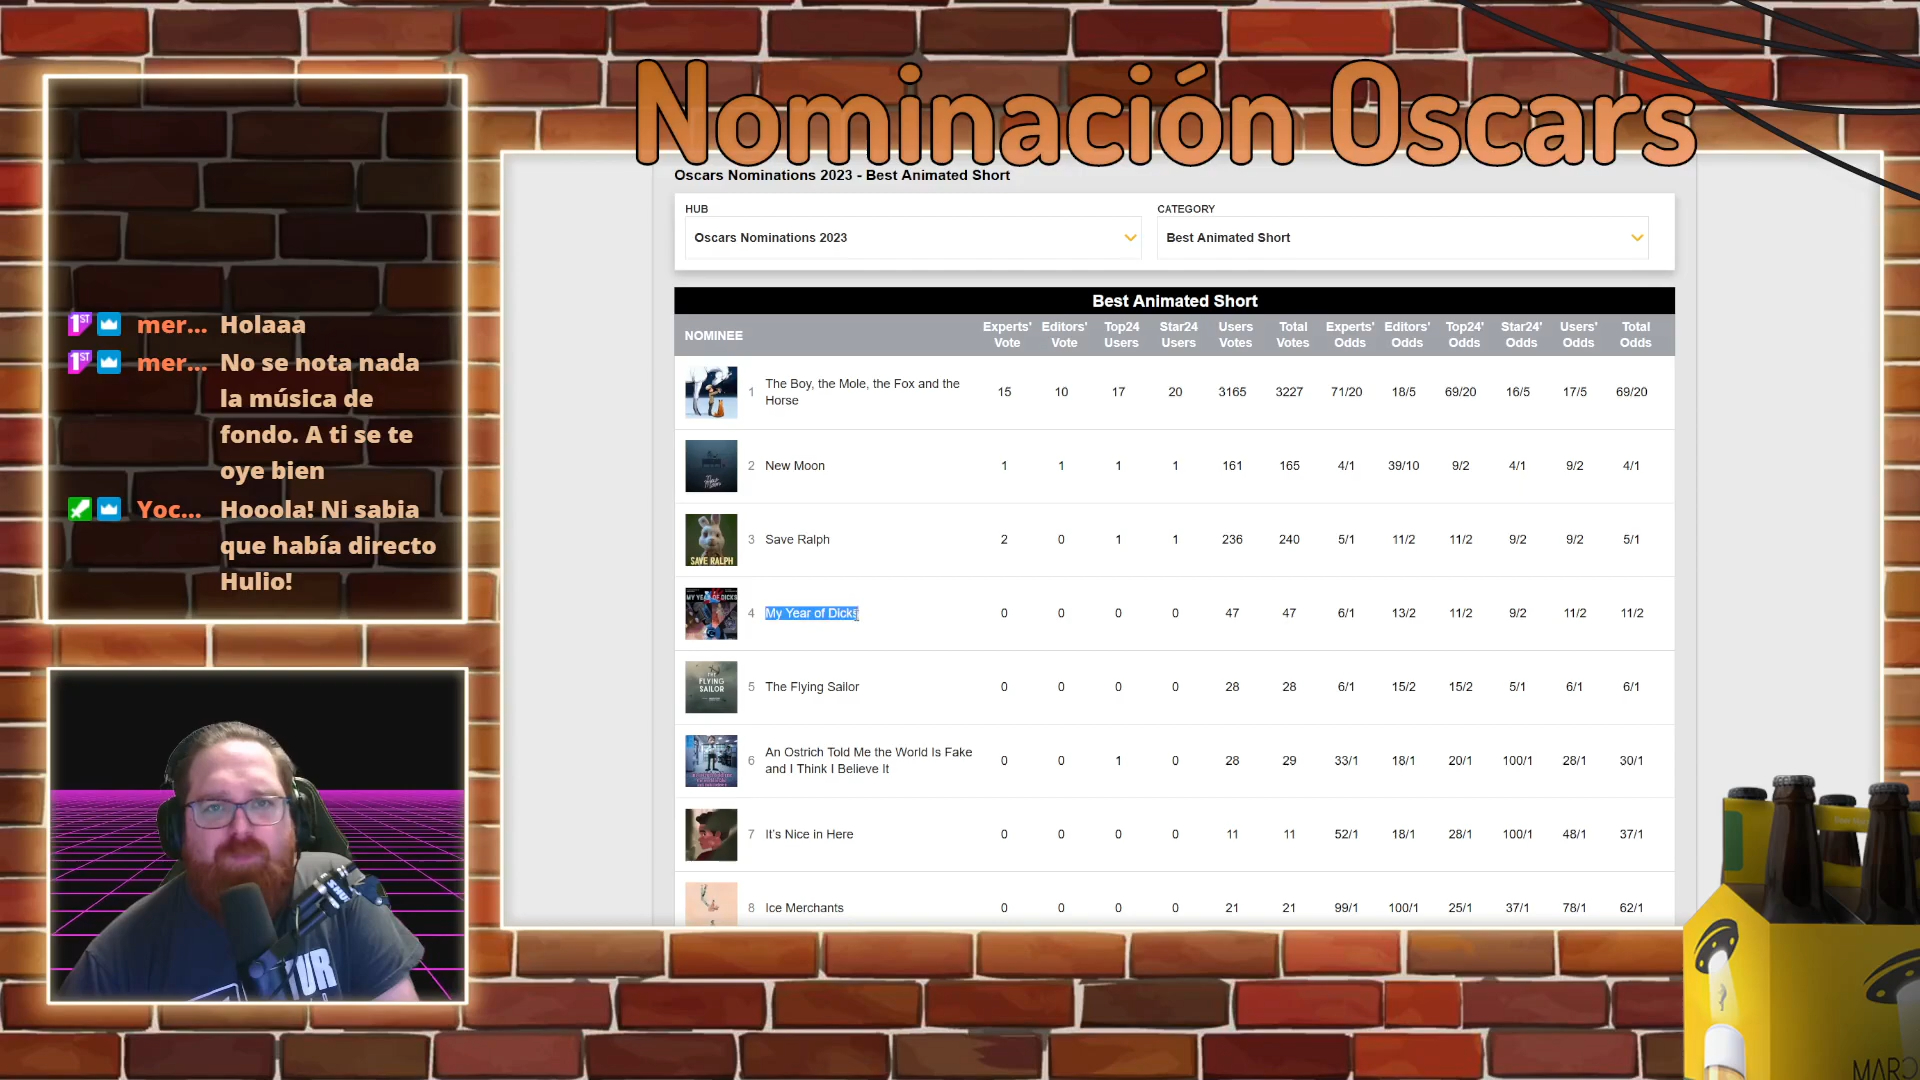 Nominación Oscars
Oscars Nominations 2023 - Best Animated Short
HUB
CATEGORY
Oscars Nominations 2023
Best Animated Short
Best Animated Short
NOMINEE
Experts' Vote
Editors' Vote
Top24 Users
Star24 Users
Users Votes
Total Votes
Experts' Odds
Editors' Odds
Top24' Odds
Star24' Odds
Users' Odds
Total Odds
1 The Boy, the Mole, the Fox and the
Horse
15 10 17 20 3165 3227 71/20 18/5 69/20 16/5 17/5 69/20
2 New Moon 1 1 1 1 161 165 4/1 39/10 9/2 4/1 9/2 4/1
SAVE RALPH
3 Save Ralph 2 0 1 1 236 240 5/1 11/2 11/2 9/2 9/2 5/1
MY YEAR OF DICKS
4 My Year of Dicks 0 0 0 0 47 47 6/1 13/2 11/2 9/2 11/2 11/2
THE
FLYING
SAILOR
5 The Flying Sailor 0 0 0 0 28 28 6/1 15/2 15/2 5/1 6/1 6/1
6 An Ostrich Told Me the World Is Fake
and I Think I Believe It
0 0 1 0 28 29 33/1 18/1 20/1 100/1 28/1 30/1
7 It's Nice in Here 0 0 0 0 11 11 52/1 18/1 28/1 100/1 48/1 37/1
8 Ice Merchants 0 0 0 0 21 21 99/1 100/1 25/1 37/1 78/1 62/1
1ST mer... Holaaa
1ST mer... No se nota nada
la música de
fondo. A ti se te
oye bien
Yoc... Hooola! Ni sabia
que había directo
Hulio!